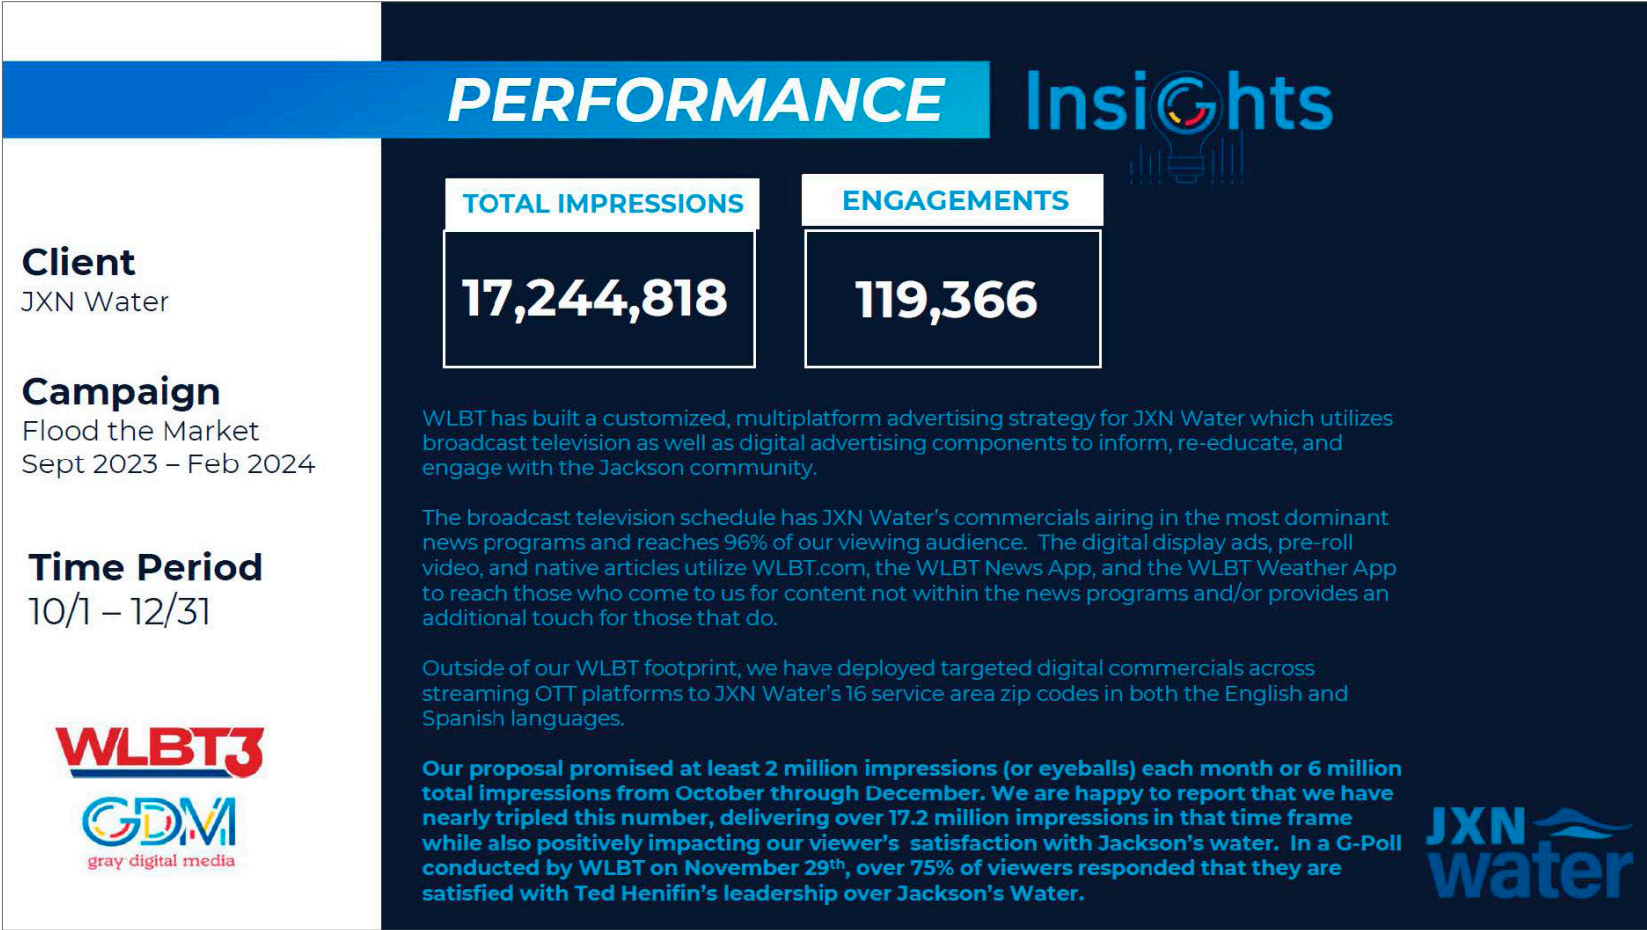 PERFORMANCE
Insights
TOTAL IMPRESSIONS
ENGAGEMENTS
17,244,818
119,366
Client
JXN Water
Campaign
Flood the Market
Sept 2023 – Feb 2024
Time Period
10/1 – 12/31
WLBT3
GDM
gray digital media
WLBT has built a customized, multiplatform advertising strategy for JXN Water which utilizes
broadcast television as well as digital advertising components to inform, re-educate, and
engage with the Jackson community.
The broadcast television schedule has JXN Water's commercials airing in the most dominant
news programs and reaches 96% of our viewing audience.  The digital display ads, pre-roll
video, and native articles utilize WLBT.com, the WLBT News App, and the WLBT Weather App
to reach those who come to us for content not within the news programs and/or provides an
additional touch for those that do.
Outside of our WLBT footprint, we have deployed targeted digital commercials across
streaming OTT platforms to JXN Water's 16 service area zip codes in both the English and
Spanish languages.
Our proposal promised at least 2 million impressions (or eyeballs) each month or 6 million
total impressions from October through December. We are happy to report that we have
nearly tripled this number, delivering over 17.2 million impressions in that time frame
while also positively impacting our viewer's  satisfaction with Jackson's water.  In a G-Poll
conducted by WLBT on November 29th, over 75% of viewers responded that they are
satisfied with Ted Henifin's leadership over Jackson's Water.
JXN
water